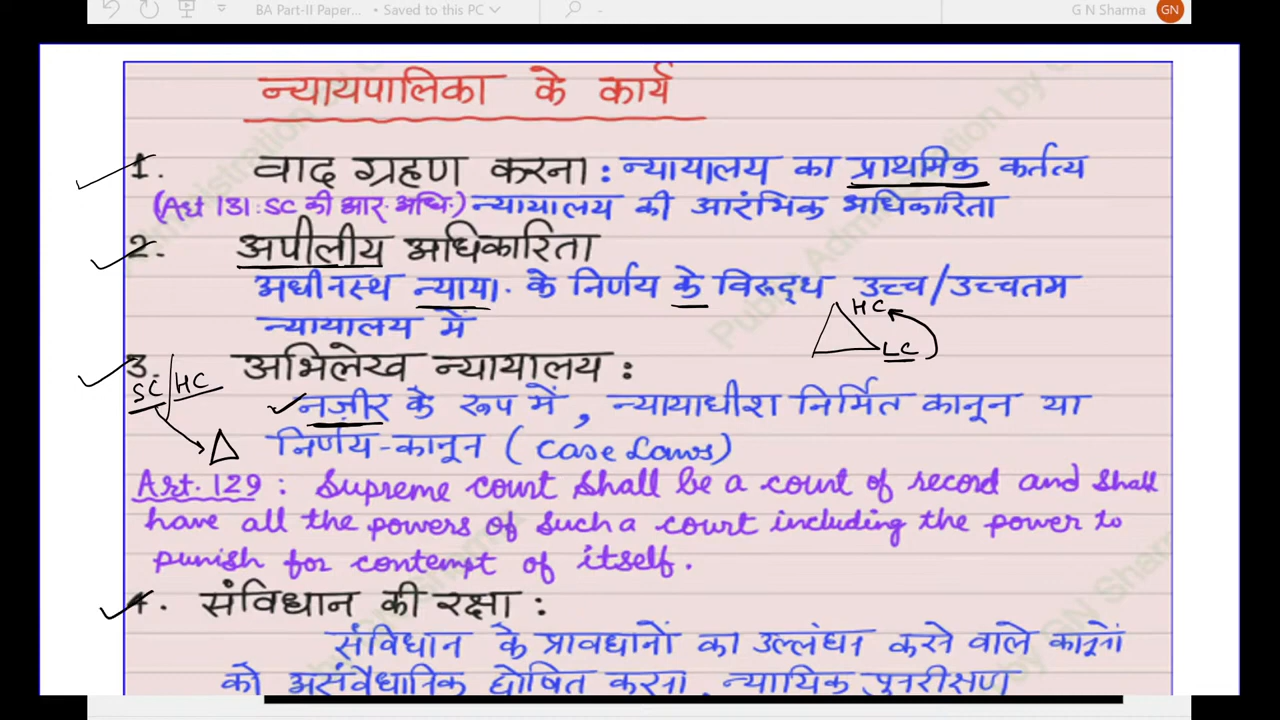 BA Part-II Paper... • Saved to this PC
G N Sharma GN
न्यायपालिका के कार्य
1. वाद ग्रहण करना : न्यायालय का प्राथमिक कर्तत्य
(Art 131 : SC की आर. अधि.) न्यायालय की आरंभिक अधिकारिता
2. अपीलीय अधिकारिता
अधीनस्थ न्याया. के निर्णय के विरुद्ध उच्च/उच्चतम
न्यायालय में
HC
LC
3. अभिलेख न्यायालय :
SC/HC
नज़ीर के रूप में, न्यायाधीश निर्मित कानून या
निर्णय-कानून ( Case Laws)
Art. 129 : Supreme court shall be a court of record and shall
have all the powers of such a court including the power to
punish for contempt of itself.
4. संविधान की रक्षा :
संविधान के प्रावधानों का उल्लंघन करने वाले कानूनों
को असंवैधानिक घोषित करना, न्यायिक पुनरीक्षण